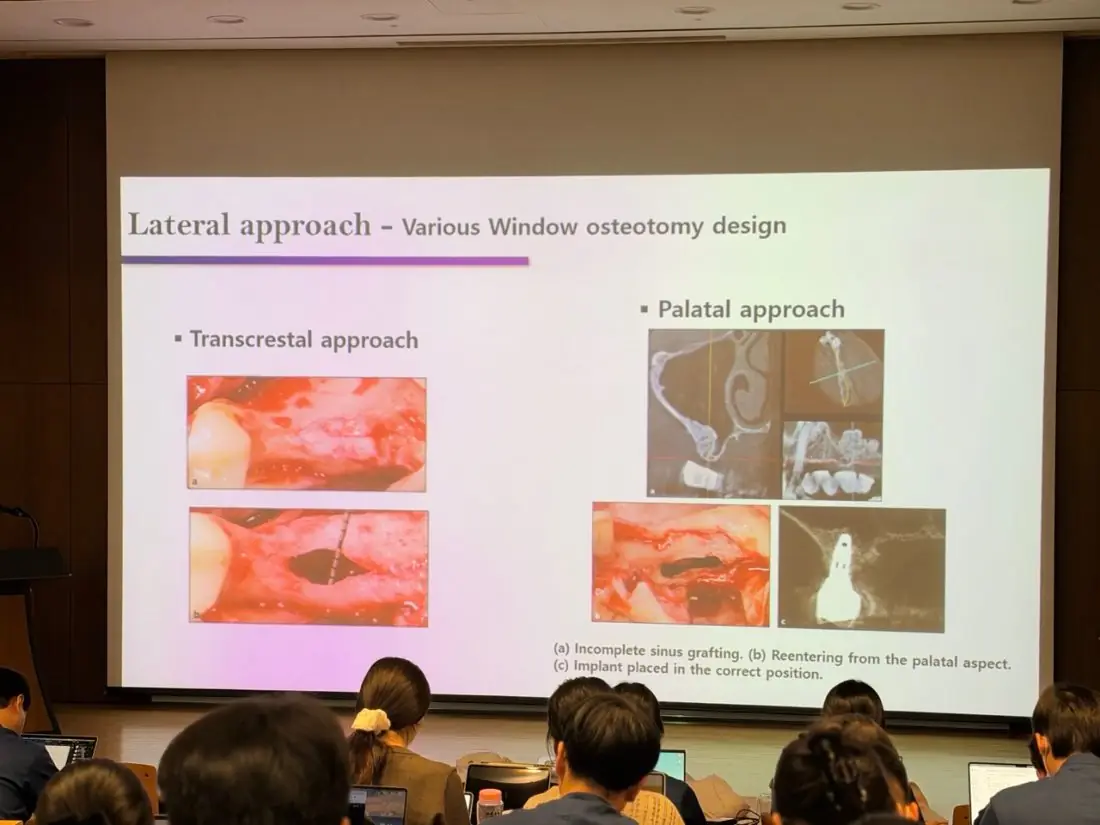 Lateral approach – Various Window osteotomy design
▪ Transcrestal approach
a
b
▪ Palatal approach
a
b
c
(a) Incomplete sinus grafting. (b) Reentering from the palatal aspect.
(c) Implant placed in the correct position.